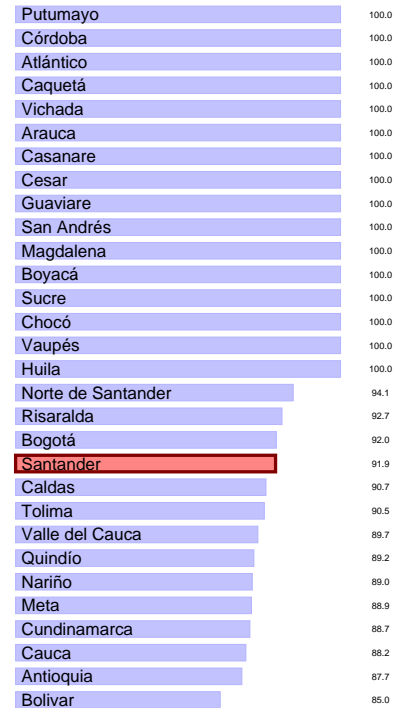 Putumayo 100.0
Córdoba 100.0
Atlántico 100.0
Caquetá 100.0
Vichada 100.0
Arauca 100.0
Casanare 100.0
Cesar 100.0
Guaviare 100.0
San Andrés 100.0
Magdalena 100.0
Boyacá 100.0
Sucre 100.0
Chocó 100.0
Vaupés 100.0
Huila 100.0
Norte de Santander 94.1
Risaralda 92.7
Bogotá 92.0
Santander 91.9
Caldas 90.7
Tolima 90.5
Valle del Cauca 89.7
Quindío 89.2
Nariño 89.0
Meta 88.9
Cundinamarca 88.7
Cauca 88.2
Antioquia 87.7
Bolivar 85.0